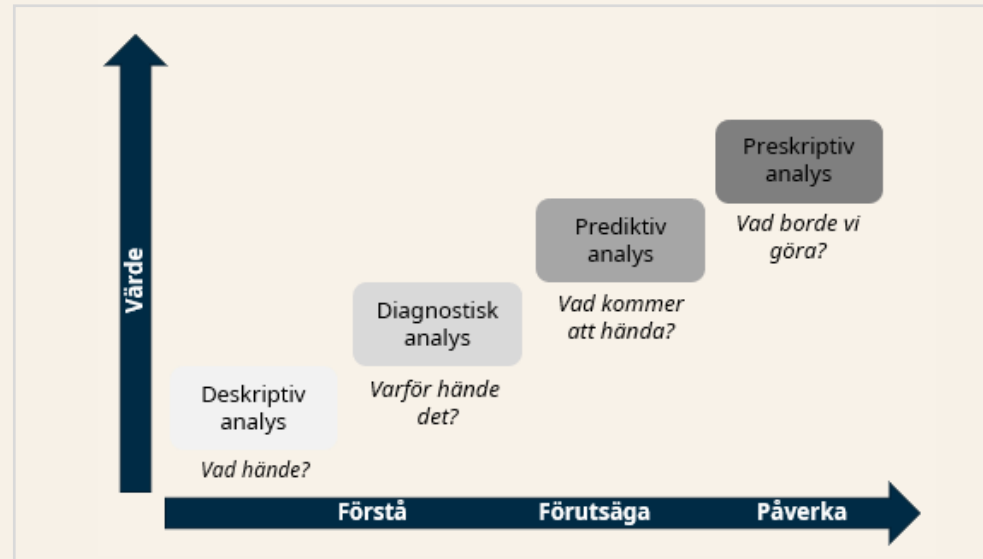 Värde
Deskriptiv
analys
Vad hände?
Diagnostisk
analys
Varför hände
det?
Prediktiv
analys
Vad kommer
att hända?
Preskriptiv
analys
Vad borde vi
göra?
Förstå
Förutsäga
Påverka